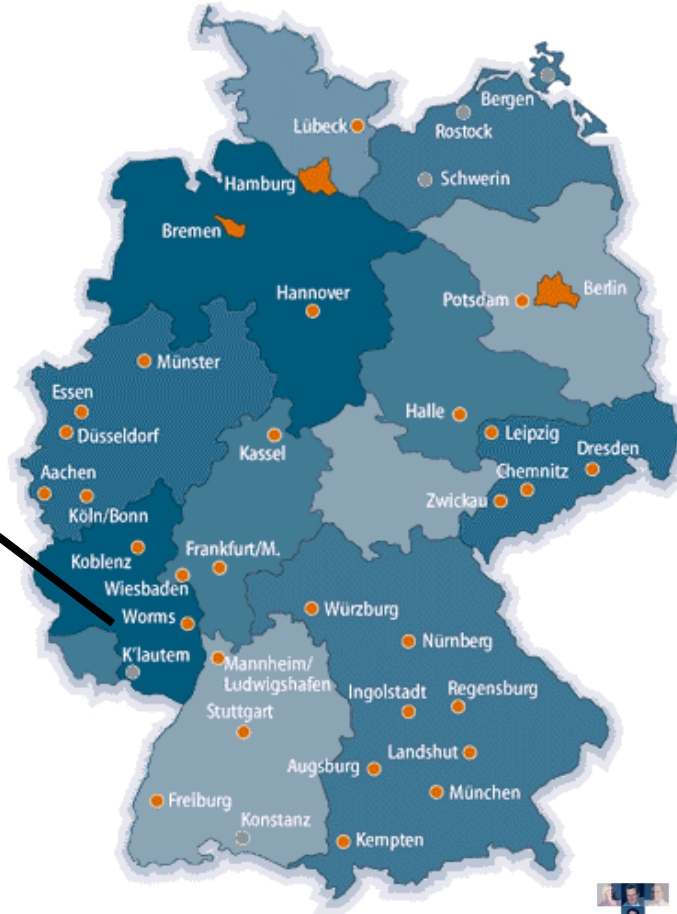 Bergen
Lübeck
Rostock
Schwerin
Hamburg
Bremen
Hannover
Potsdam
Berlin
Münster
Essen
Düsseldorf
Halle
Leipzig
Kassel
Dresden
Aachen
Chemnitz
Zwickau
Köln/Bonn
Koblenz
Frankfurt/M.
Wiesbaden
Würzburg
Worms
Nürnberg
K'lautern
Mannheim/
Ludwigshafen
Ingolstadt
Regensburg
Stuttgart
Landshut
Augsburg
München
Freiburg
Konstanz
Kempten